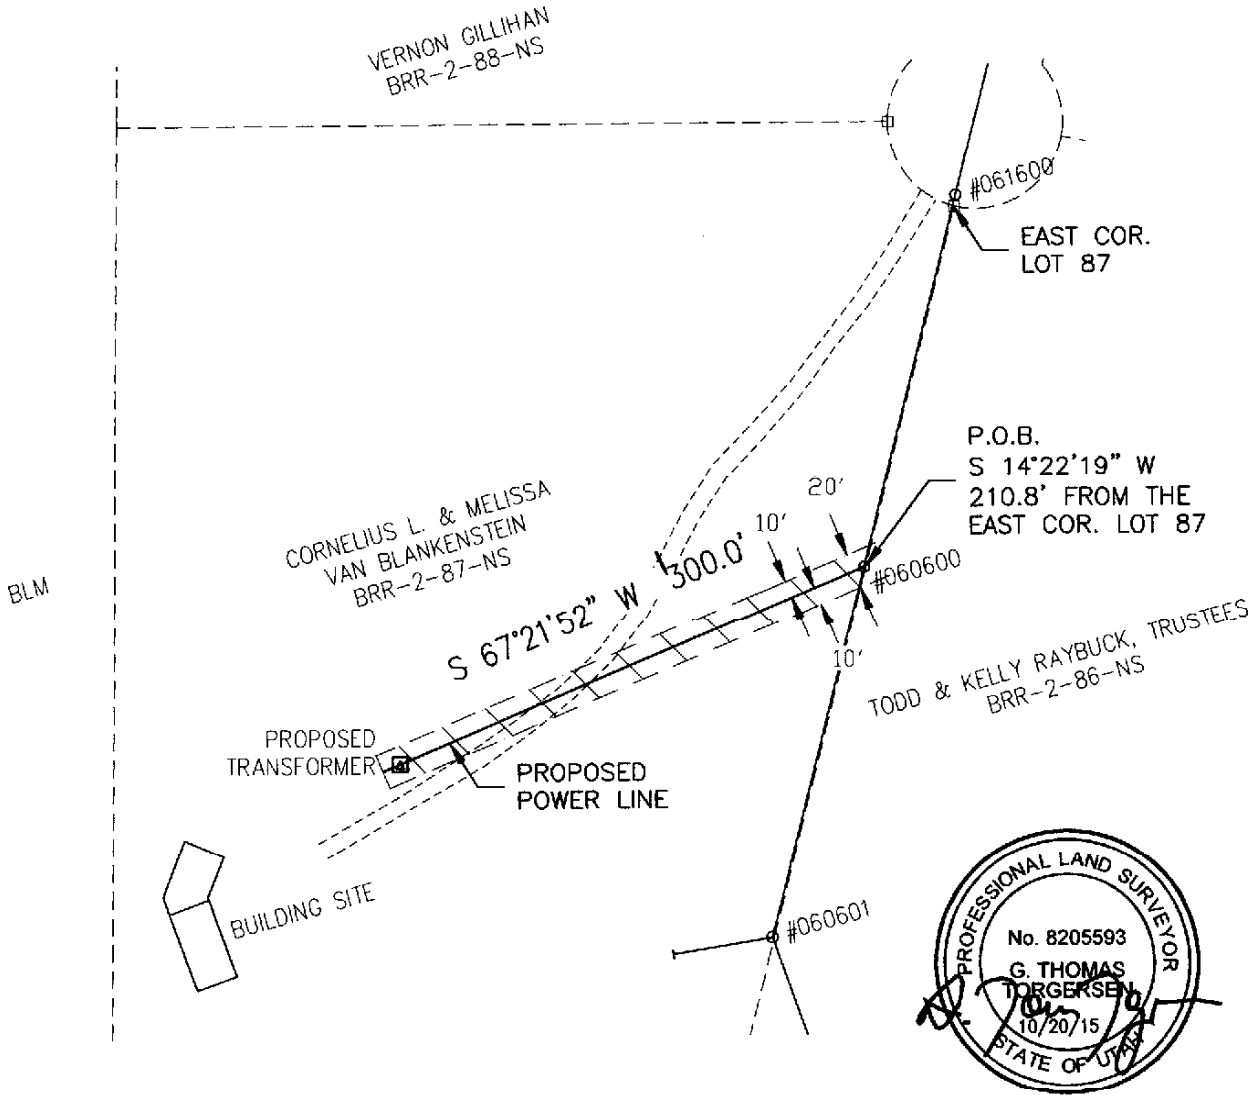 VERNON GILLIHAN
BRR-2-88-NS
#061600
EAST COR.
LOT 87
P.O.B.
S 14°22'19" W
210.8' FROM THE
EAST COR. LOT 87
20'
10'
CORNELIUS L. & MELISSA
VAN BLANKENSTEIN
BRR-2-87-NS
BLM
S 67°21'52" W 300.0'
#060600
10'
TODD & KELLY RAYBUCK, TRUSTEES
BRR-2-86-NS
PROPOSED
TRANSFORMER
PROPOSED
POWER LINE
BUILDING SITE
#060601
PROFESSIONAL LAND SURVEYOR
No. 8205593
G. THOMAS
TORGERSEN
10/20/15
STATE OF UTAH